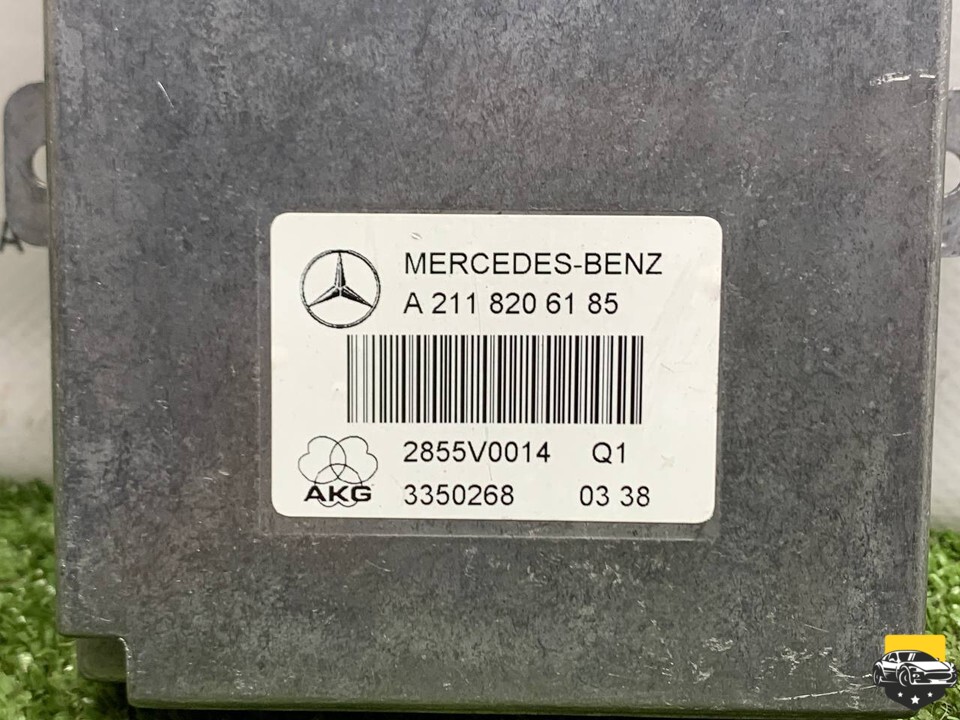 MERCEDES-BENZ
A 211 820 61 85
2855V0014 Q1
AKG
3350268 03 38
A